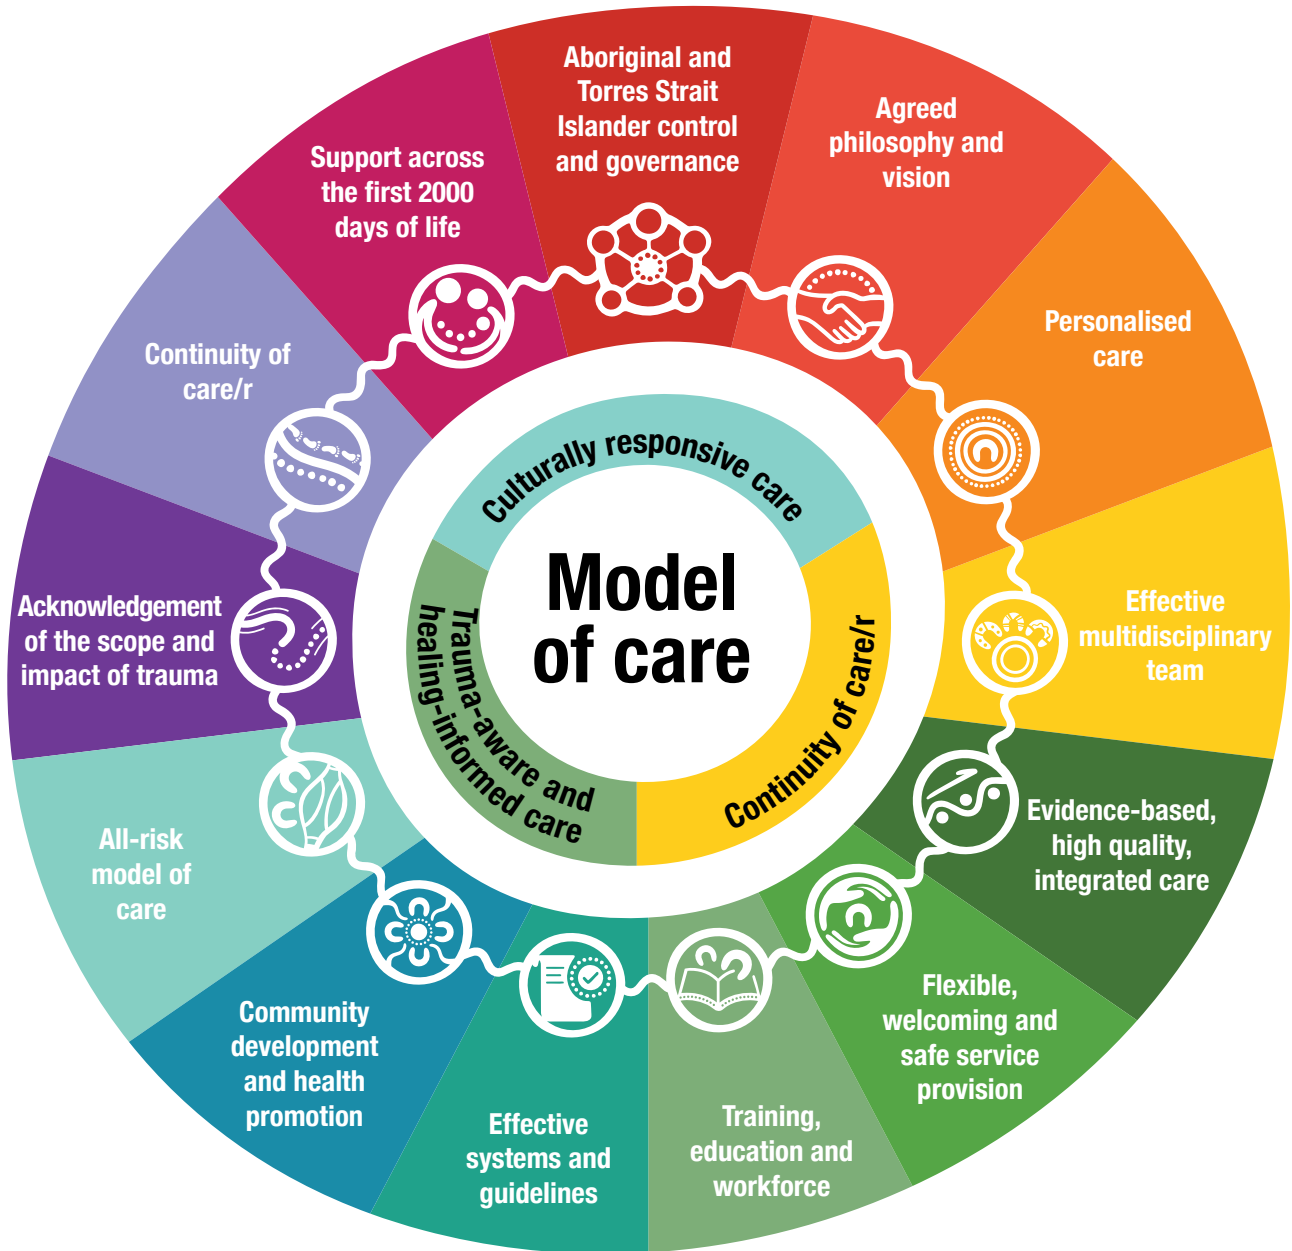 Aboriginal and
Torres Strait
Islander control
and governance
Agreed
philosophy and
vision
Personalised
care
Effective
multidisciplinary
team
Evidence-based,
high quality,
integrated care
Flexible,
welcoming and
safe service
provision
Training,
education and
workforce
Effective
systems and
guidelines
Community
development
and health
promotion
All-risk
model of
care
Acknowledgement
of the scope and
impact of trauma
Continuity of
care/r
Support across
the first 2000
days of life
Culturally responsive care
Continuity of care/r
Trauma-aware and
healing-informed care
Model
of care